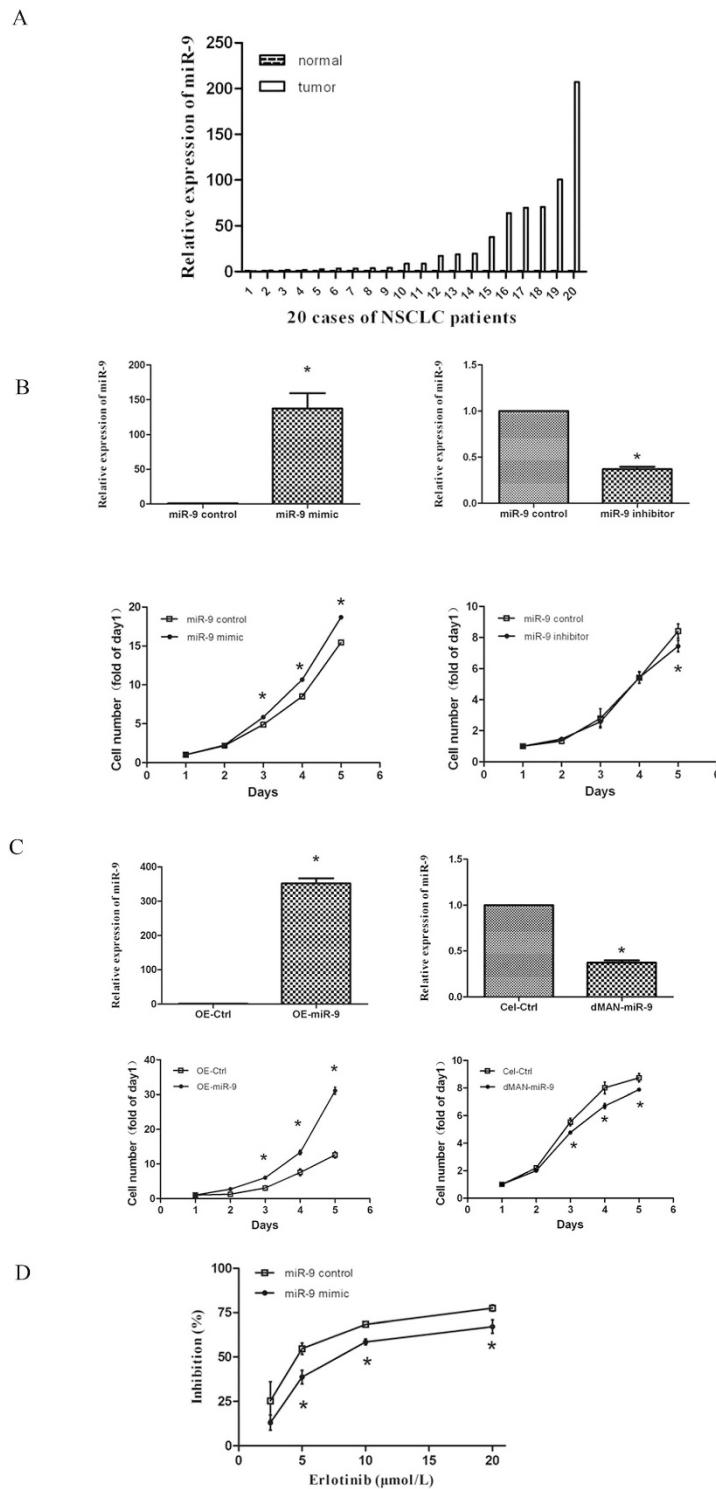 A
Relative expression of miR-9
250
200
150
100
50
0
normal
tumor
1 2 3 4 5 6 7 8 9 10 11 12 13 14 15 16 17 18 19 20
20 cases of NSCLC patients
B
Relative expression of miR-9
200
150
100
50
0
*
miR-9 control miR-9 mimic
Relative expression of miR-9
1.5
1.0
0.5
0.0
*
miR-9 control miR-9 inhibitor
Cell number（fold of day1）
20
15
10
5
0
miR-9 control
miR-9 mimic
* * *
0 1 2 3 4 5 6
Days
Cell number（fold of day1）
10
8
6
4
2
0
miR-9 control
miR-9 inhibitor
*
0 1 2 3 4 5 6
Days
C
Relative expression of miR-9
400
300
200
100
0
*
OE-Ctrl OE-miR-9
Relative expression of miR-9
1.5
1.0
0.5
0.0
*
Cel-Ctrl dMAN-miR-9
Cell number（fold of day1）
40
30
20
10
0
OE-Ctrl
OE-miR-9
* * *
0 1 2 3 4 5 6
Days
Cell number（fold of day1）
10
8
6
4
2
0
Cel-Ctrl
dMAN-miR-9
* * *
0 1 2 3 4 5 6
Days
D
Inhibition (%)
100
75
50
25
0
miR-9 control
miR-9 mimic
* * *
0 5 10 15 20
Erlotinib (μmol/L)